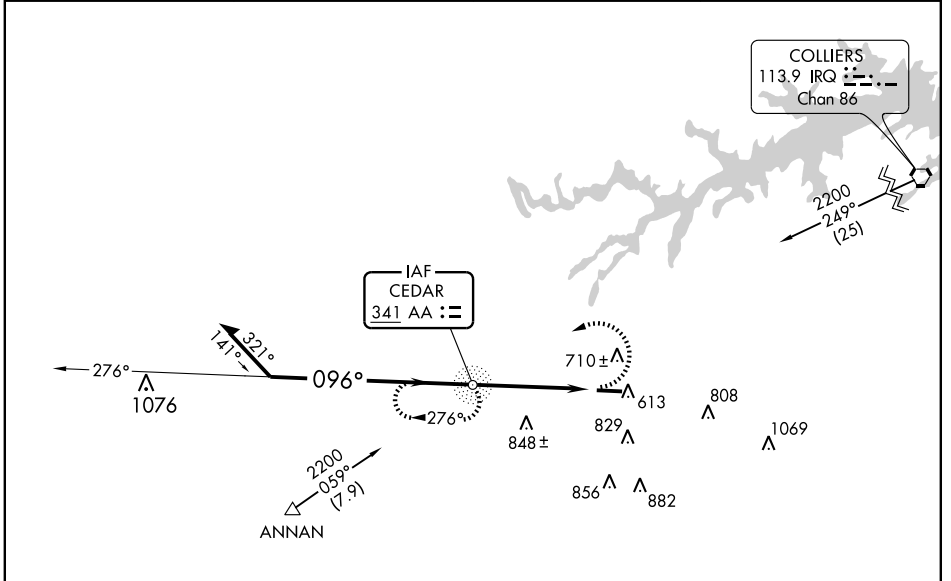 COLLIERS
113.9 IRQ
Chan 86
2200
249°
(25)
IAF
CEDAR
341 AA
321°
141°
276°
1076
096°
276°
710 ±
613
808
848 ±
829
1069
2200
059°
(7.9)
856
882
ANNAN